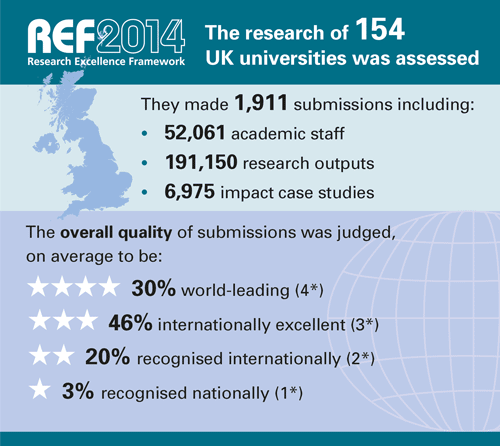 REF2014
Research Excellence Framework
The research of 154
UK universities was assessed
They made 1,911 submissions including:
• 52,061 academic staff
• 191,150 research outputs
• 6,975 impact case studies
The overall quality of submissions was judged,
on average to be:
30% world-leading (4*)
46% internationally excellent (3*)
20% recognised internationally (2*)
3% recognised nationally (1*)